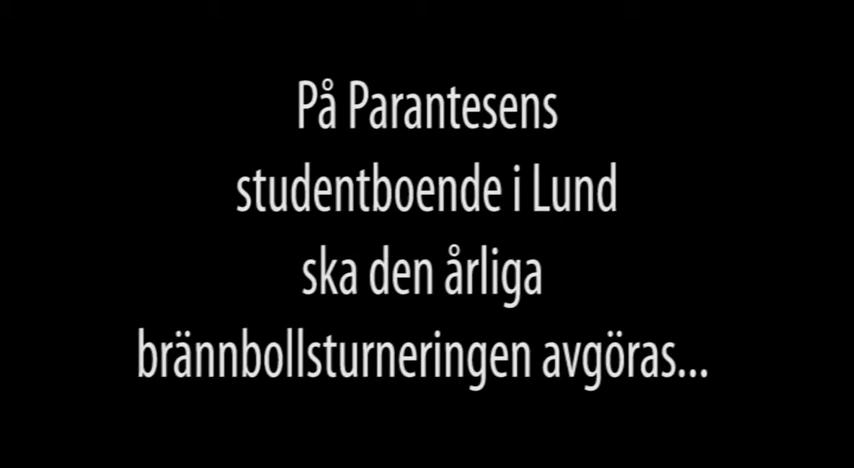 På Parantesens
studentboende i Lund
ska den årliga
brännbollsturneringen avgöras...